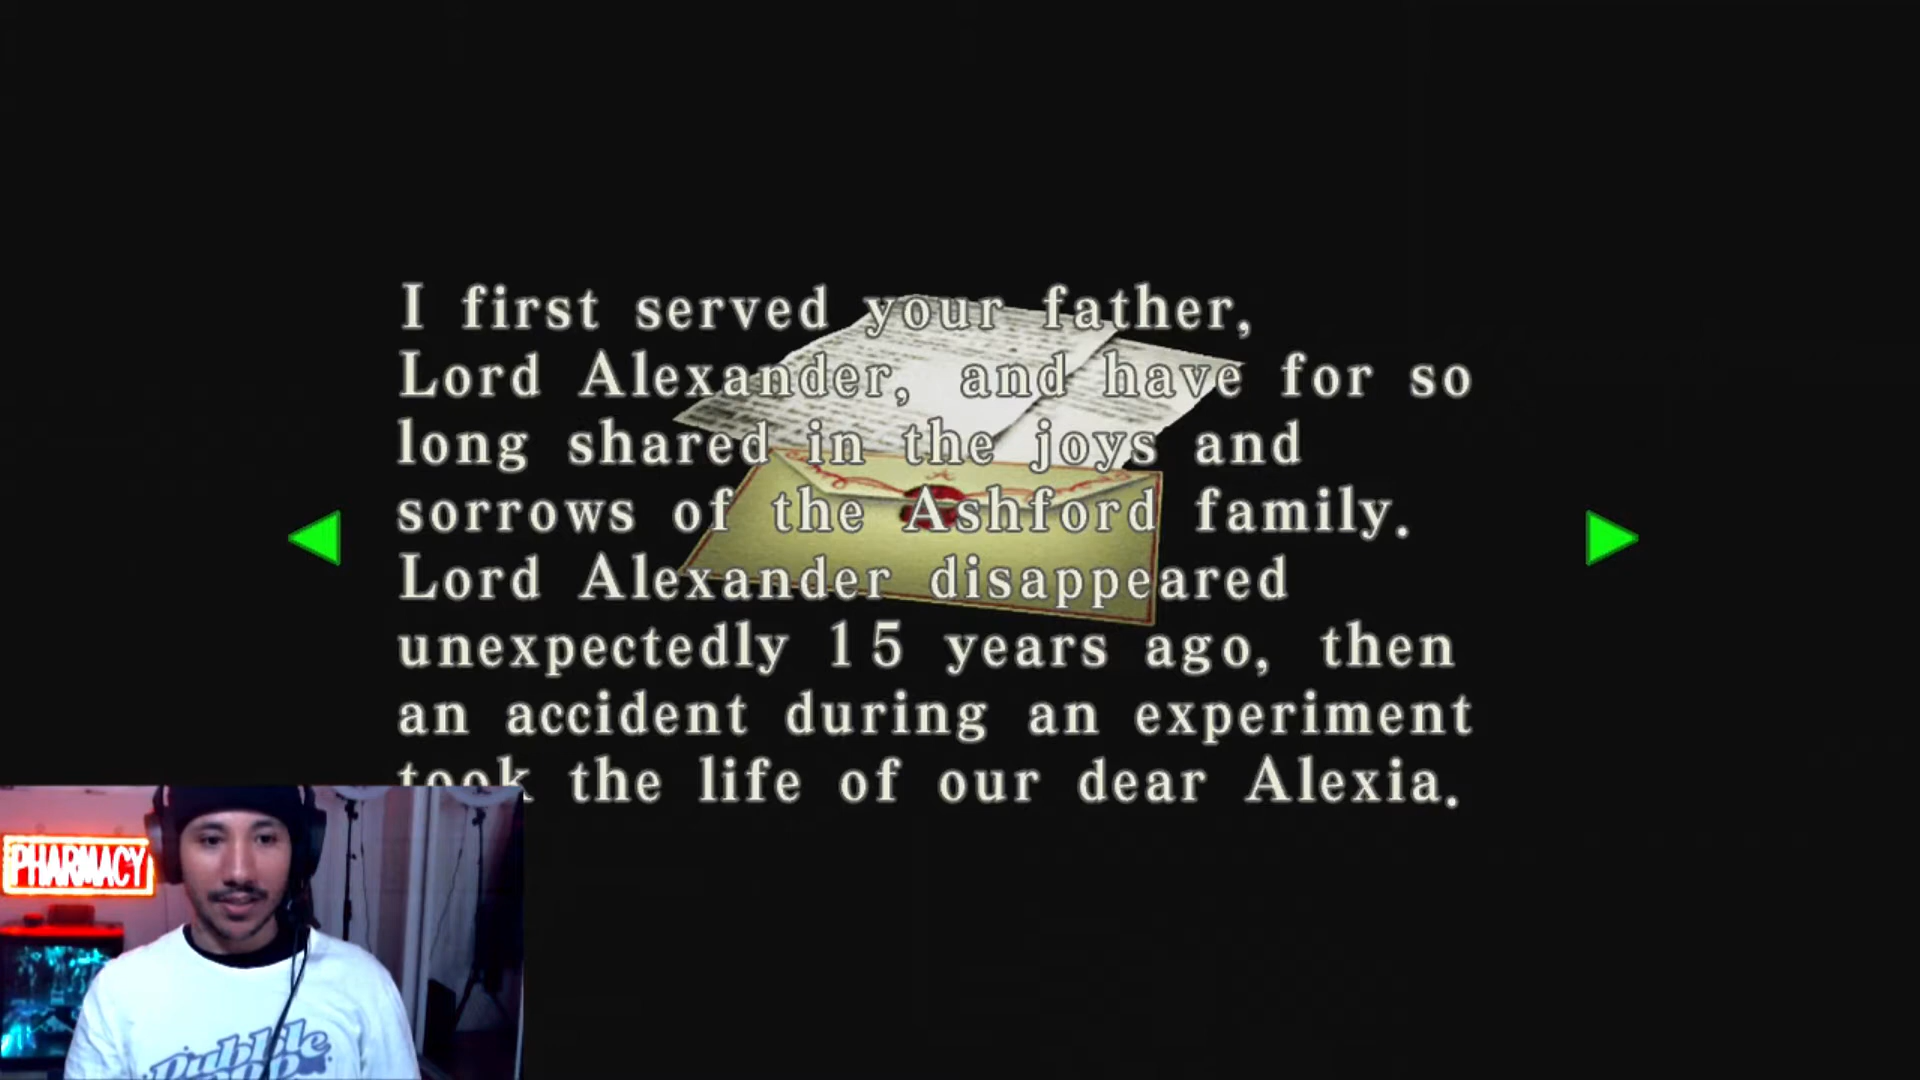 I first served your father,
Lord Alexander, and have for so
long shared in the joys and
sorrows of the Ashford family.
Lord Alexander disappeared
unexpectedly 15 years ago, then
an accident during an experiment
took the life of our dear Alexia.
PHARMACY
Bubble